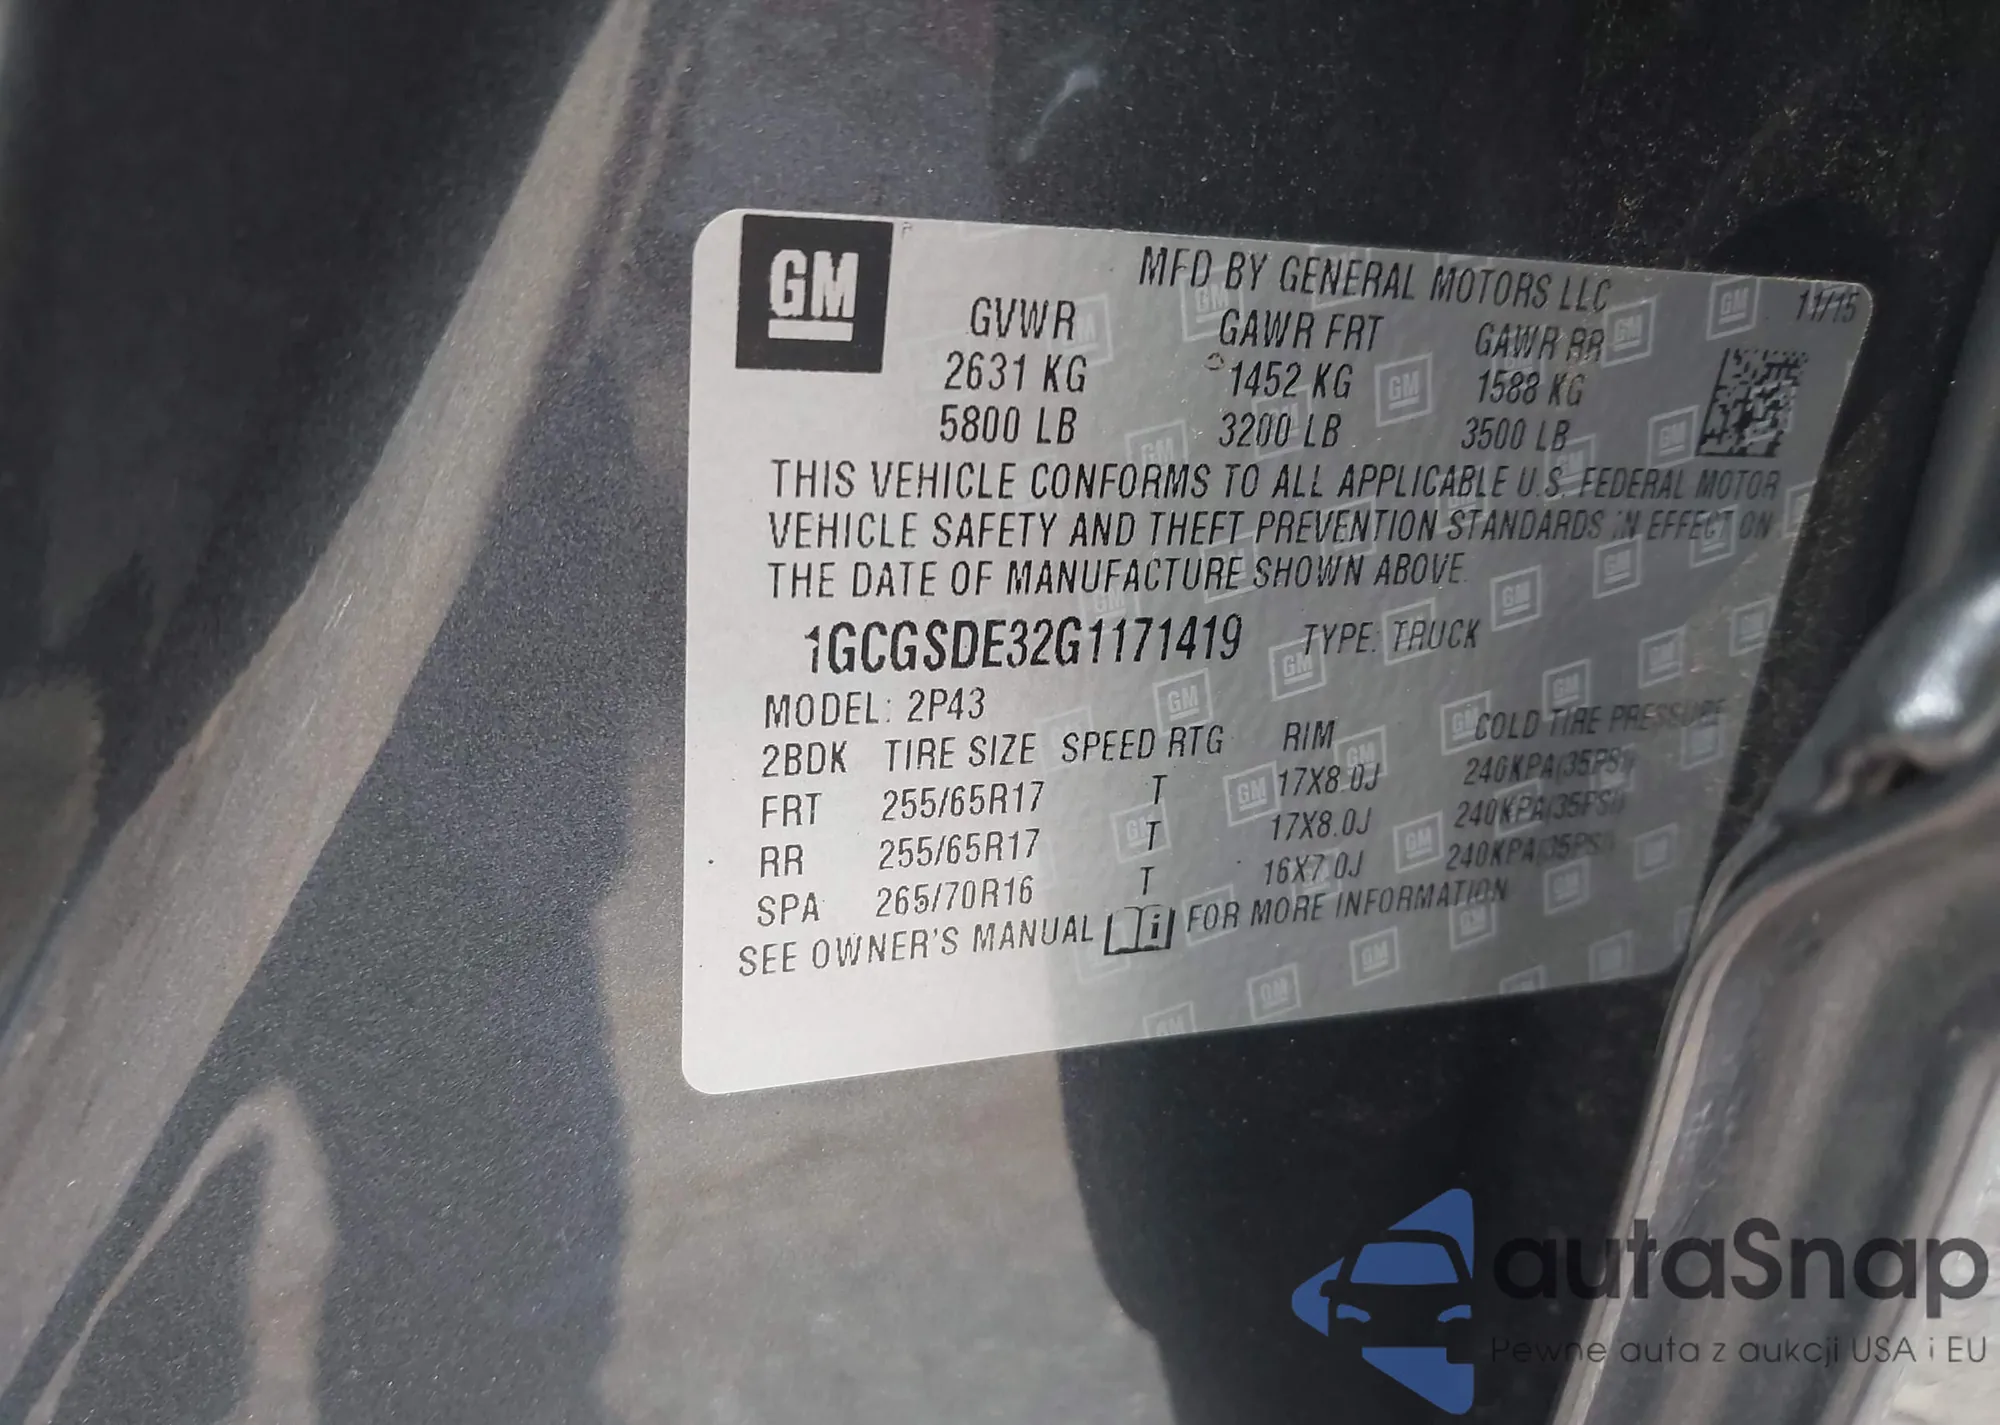 GM
MFD BY GENERAL MOTORS LLC
11/15
GVWR GAWR FRT GAWR RR
2631 KG 1452 KG 1588 KG
5800 LB 3200 LB 3500 LB
THIS VEHICLE CONFORMS TO ALL APPLICABLE U.S. FEDERAL MOTOR
VEHICLE SAFETY AND THEFT PREVENTION STANDARDS IN EFFECT ON
THE DATE OF MANUFACTURE SHOWN ABOVE.
1GCGSDE32G1171419 TYPE: TRUCK
MODEL: 2P43
2BDK TIRE SIZE SPEED RTG RIM COLD TIRE PRESSURE
FRT 255/65R17 T 17X8.0J 240KPA(35PSI)
RR 255/65R17 T 17X8.0J 240KPA(35PSI)
SPA 265/70R16 T 16X7.0J 240KPA(35PSI)
SEE OWNER'S MANUAL i FOR MORE INFORMATION
autaSnap
Pewne auta z aukcji USA i EU